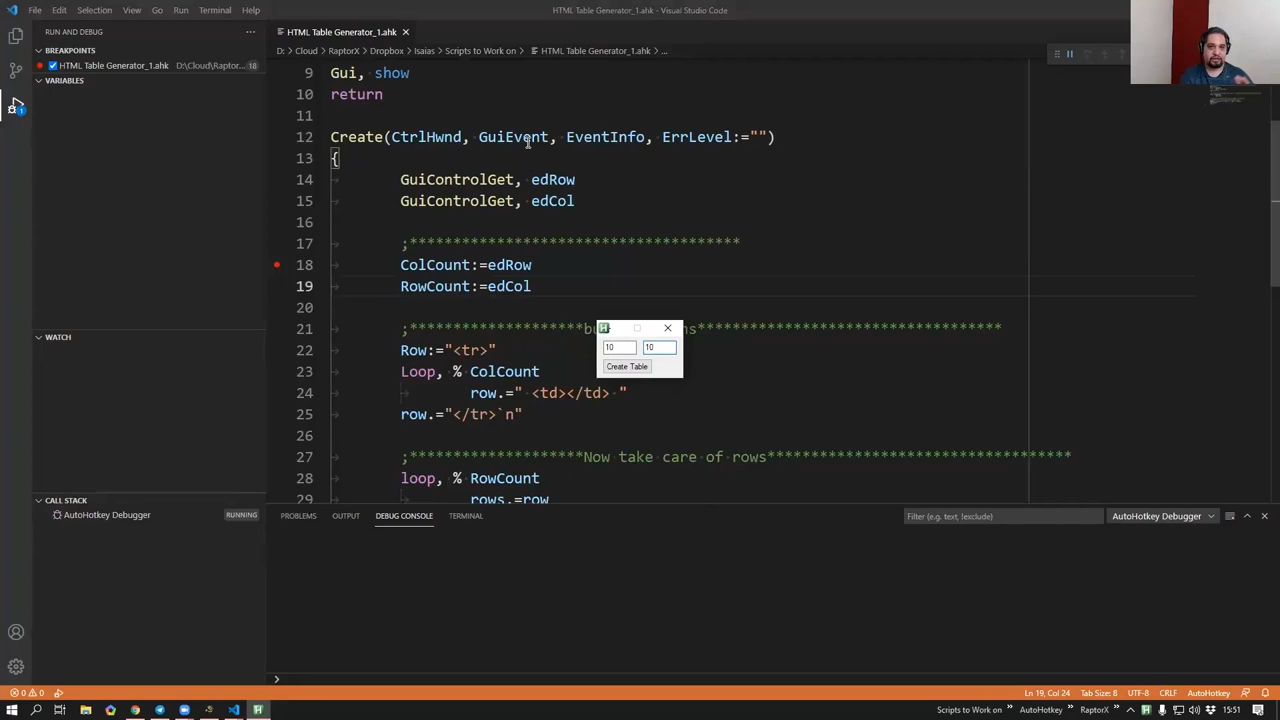 File Edit Selection View Go Run Terminal Help
HTML Table Generator_1.ahk - Visual Studio Code
RUN AND DEBUG
HTML Table Generator_1.ahk
BREAKPOINTS
D: > Cloud > RaptorX > Dropbox > Isaias > Scripts to Work on > HTML Table Generator_1.ahk > ...
HTML Table Generator_1.ahk D:\Cloud\Raptor... 18
VARIABLES
9 Gui, show
10 return
11
12 Create(CtrlHwnd, GuiEvent, EventInfo, ErrLevel:="")
13 {
14 GuiControlGet, edRow
15 GuiControlGet, edCol
16
17 ;**************************************
18 ColCount:=edRow
19 RowCount:=edCol
20
21 ;********************bu ns***********************************
22 Row:="<tr>"
23 Loop, % ColCount
24 row.=" <td></td> "
25 row.="</tr>`n"
26
27 ;********************Now take care of rows***********************************
28 loop, % RowCount
29 rows.=row
10 10
Create Table
WATCH
CALL STACK
AutoHotkey Debugger RUNNING
PROBLEMS OUTPUT DEBUG CONSOLE TERMINAL
Filter (e.g. text, !exclude)
AutoHotkey Debugger
1
0 0
Ln 19, Col 24 Tab Size: 8 UTF-8 CRLF AutoHotkey
Scripts to Work on AutoHotkey RaptorX 15:51